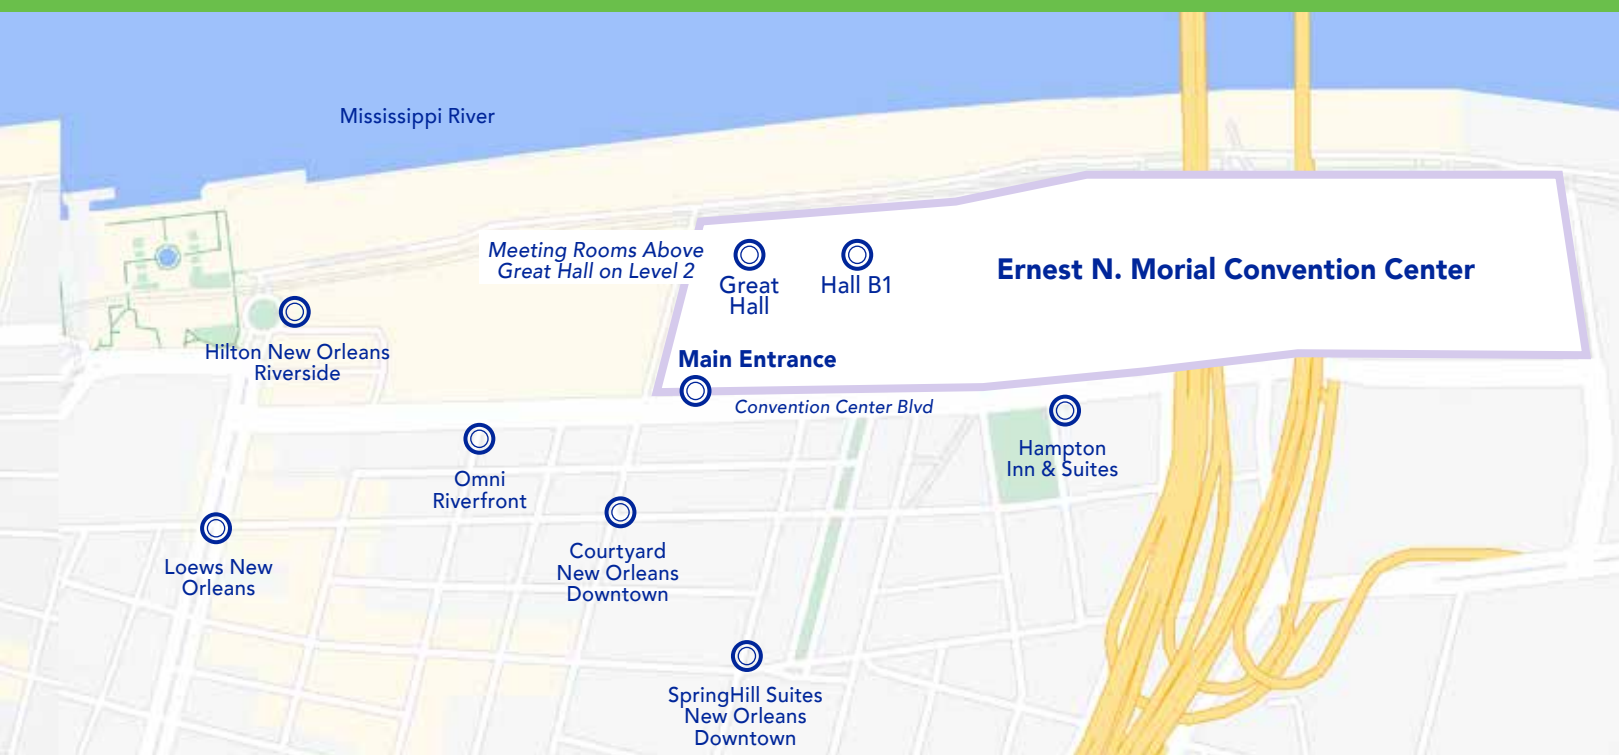 Mississippi River
Meeting Rooms Above
Great Hall on Level 2
Great
Hall
Hall B1
Ernest N. Morial Convention Center
Hilton New Orleans
Riverside
Main Entrance
Convention Center Blvd
Omni
Riverfront
Hampton
Inn & Suites
Loews New
Orleans
Courtyard
New Orleans
Downtown
SpringHill Suites
New Orleans
Downtown